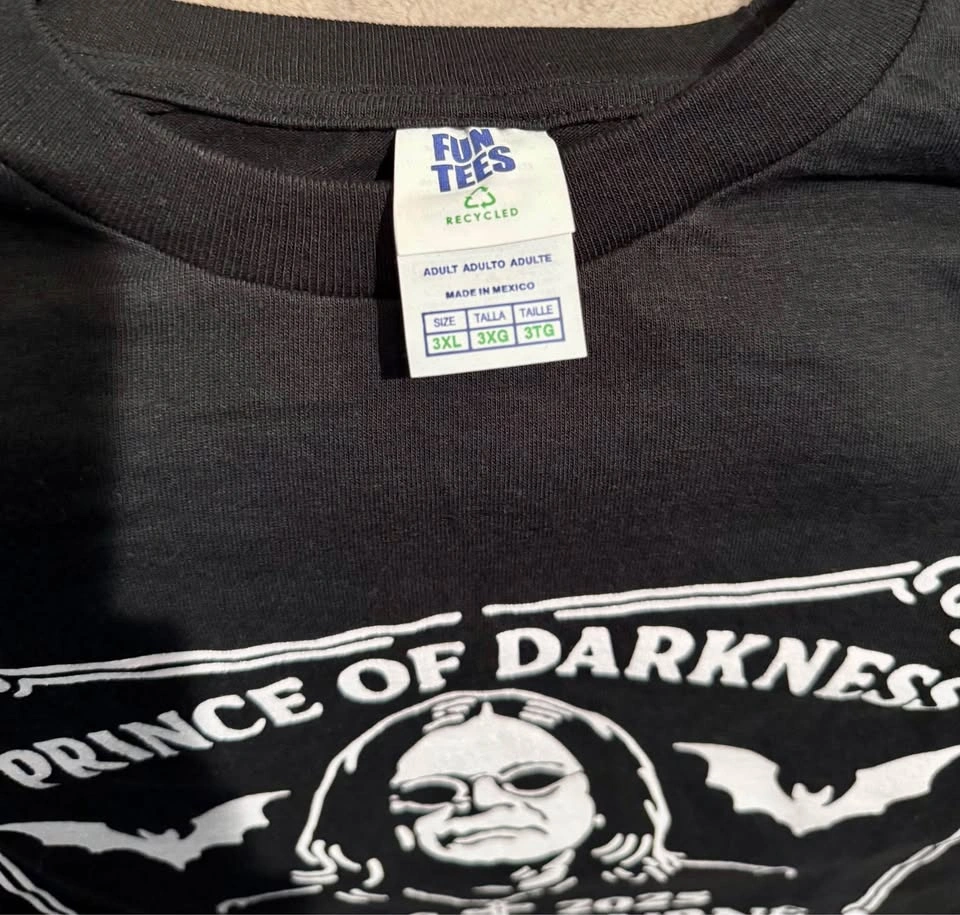 FUN
TEES
RECYCLED
ADULT ADULTO ADULTE
MADE IN MEXICO
SIZE TALLA TAILLE
3XL 3XG 3TG
PRINCE OF DARKNESS
2025